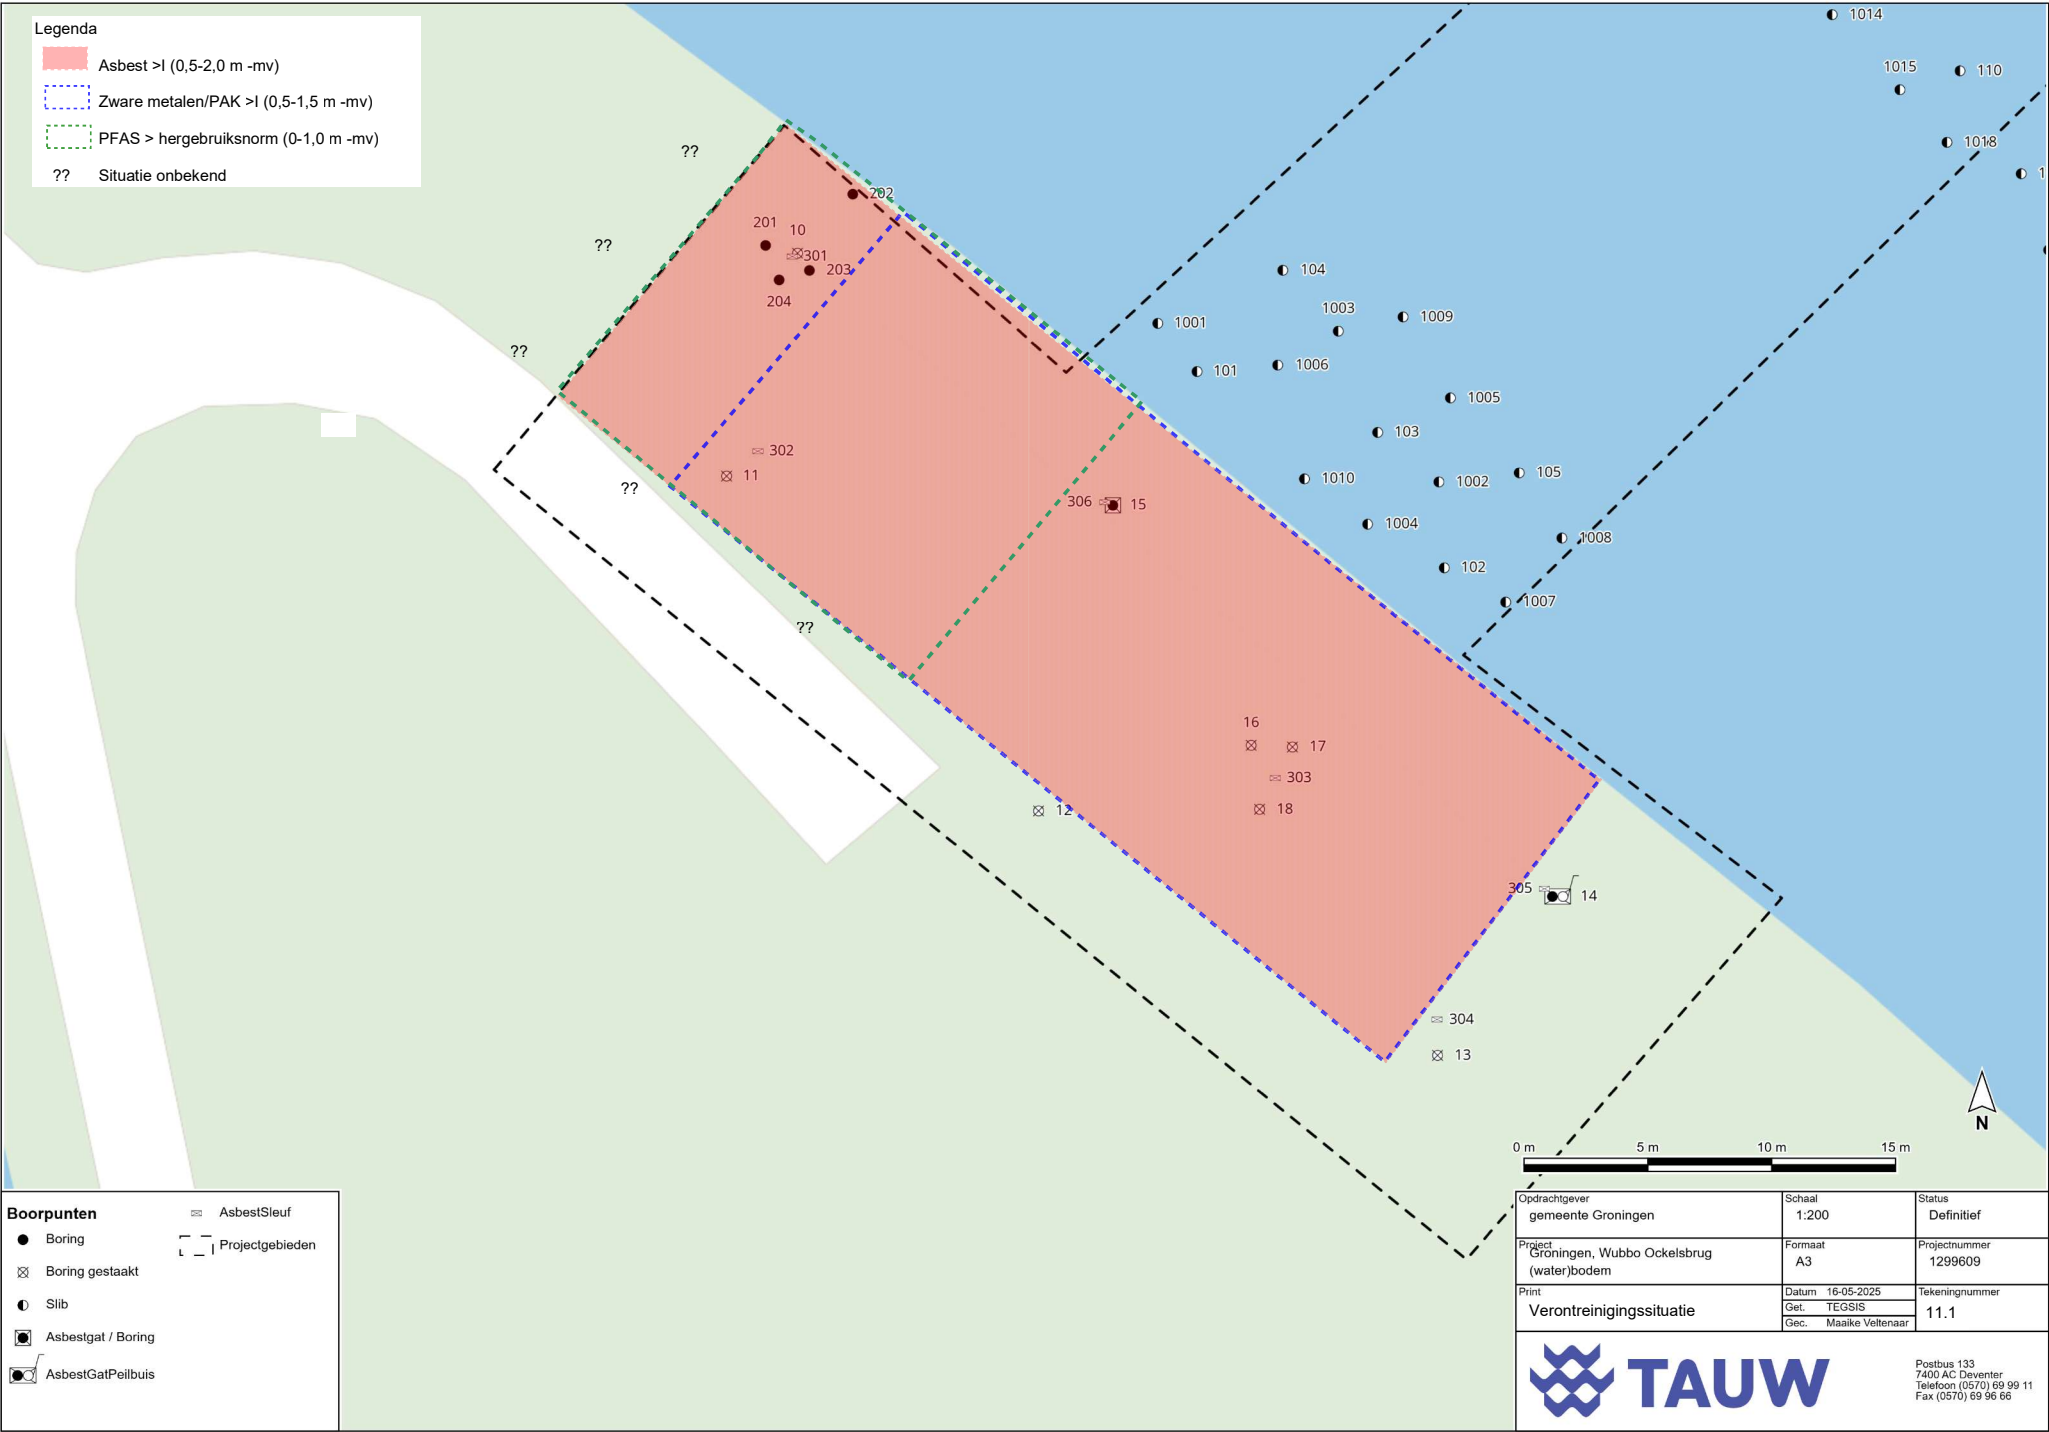 Legenda
Asbest >I (0,5-2,0 m -mv)
Zware metalen/PAK >I (0,5-1,5 m -mv)
PFAS > hergebruiksnorm (0-1,0 m -mv)
?? Situatie onbekend
1014
1015
110
1018
1
??
??
??
??
??
202
201
10
301
203
204
302
11
104
1003
1009
1001
101
1006
1005
103
1010
1002
105
1004
1008
102
1007
306
15
16
17
303
18
12
305
14
304
13
N
0 m 5 m 10 m 15 m
Boorpunten
Boring
Boring gestaakt
Slib
Asbestgat / Boring
AsbestGatPeilbuis
AsbestSleuf
Projectgebieden
Opdrachtgever
gemeente Groningen
Schaal
1:200
Status
Definitief
Project
Groningen, Wubbo Ockelsbrug
(water)bodem
Formaat
A3
Projectnummer
1299609
Print
Verontreinigingssituatie
Datum 16-05-2025
Get. TEGSIS
Gec. Maaike Veltenaar
Tekeningnummer
11.1
TAUW
Postbus 133
7400 AC Deventer
Telefoon (0570) 69 99 11
Fax (0570) 69 96 66